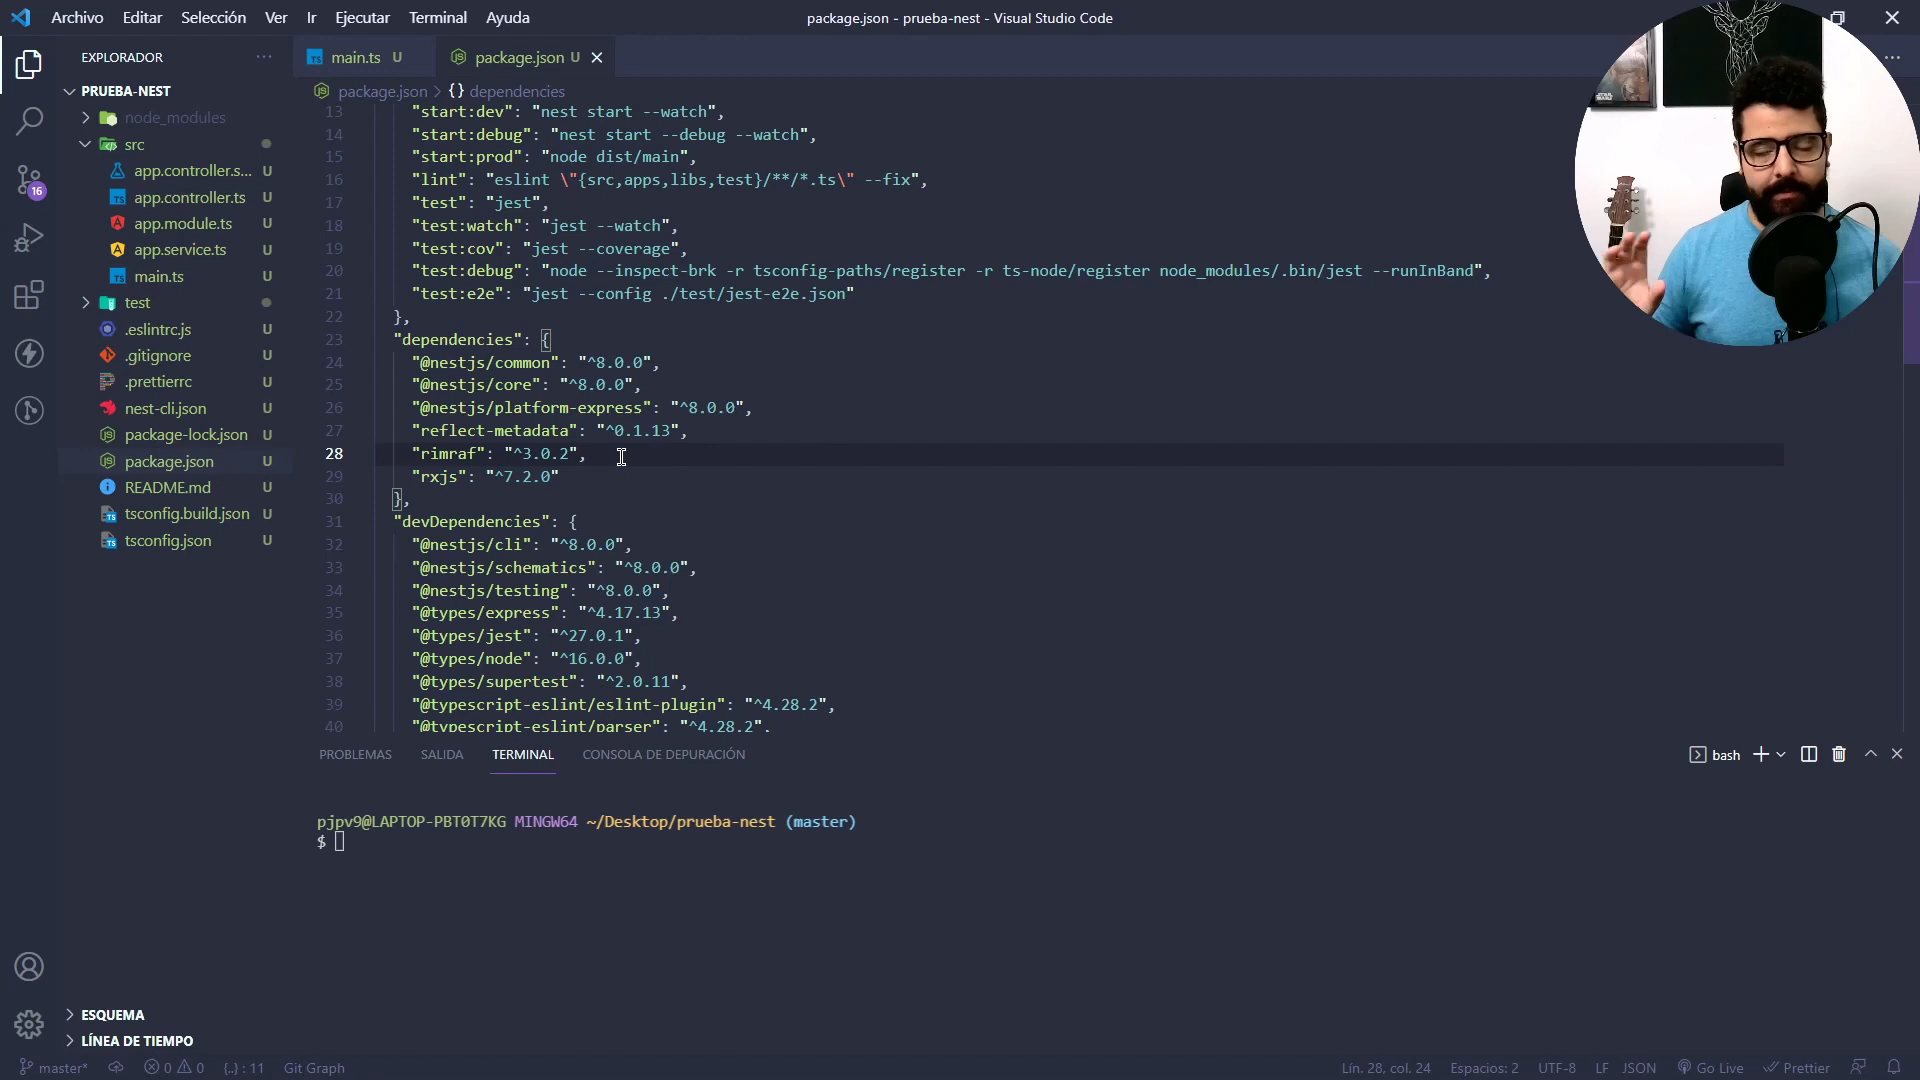 Archivo Editar Selección Ver Ir Ejecutar Terminal Ayuda
package.json - prueba-nest - Visual Studio Code
EXPLORADOR
main.ts U
package.json U
PRUEBA-NEST
node_modules
src
app.controller.s... U
app.controller.ts U
app.module.ts U
app.service.ts U
main.ts U
test
.eslintrc.js U
.gitignore U
.prettierrc U
nest-cli.json U
package-lock.json U
package.json U
README.md U
tsconfig.build.json U
tsconfig.json U
16
ESQUEMA
LÍNEA DE TIEMPO
package.json > {} dependencies
13 "start:dev": "nest start --watch",
14 "start:debug": "nest start --debug --watch",
15 "start:prod": "node dist/main",
16 "lint": "eslint \"{src,apps,libs,test}/**/*.ts\" --fix",
17 "test": "jest",
18 "test:watch": "jest --watch",
19 "test:cov": "jest --coverage",
20 "test:debug": "node --inspect-brk -r tsconfig-paths/register -r ts-node/register node_modules/.bin/jest --runInBand",
21 "test:e2e": "jest --config ./test/jest-e2e.json"
22 },
23 "dependencies": {
24 "@nestjs/common": "^8.0.0",
25 "@nestjs/core": "^8.0.0",
26 "@nestjs/platform-express": "^8.0.0",
27 "reflect-metadata": "^0.1.13",
28 "rimraf": "^3.0.2",
29 "rxjs": "^7.2.0"
30 },
31 "devDependencies": {
32 "@nestjs/cli": "^8.0.0",
33 "@nestjs/schematics": "^8.0.0",
34 "@nestjs/testing": "^8.0.0",
35 "@types/express": "^4.17.13",
36 "@types/jest": "^27.0.1",
37 "@types/node": "^16.0.0",
38 "@types/supertest": "^2.0.11",
39 "@typescript-eslint/eslint-plugin": "^4.28.2",
40 "@typescript-eslint/parser": "^4.28.2",
PROBLEMAS SALIDA TERMINAL CONSOLA DE DEPURACIÓN
bash
pjpv9@LAPTOP-PBT0T7KG MINGW64 ~/Desktop/prueba-nest (master)
$
master* 0 0 {..} : 11 Git Graph
Lín. 28, col. 24 Espacios: 2 UTF-8 LF JSON Go Live Prettier